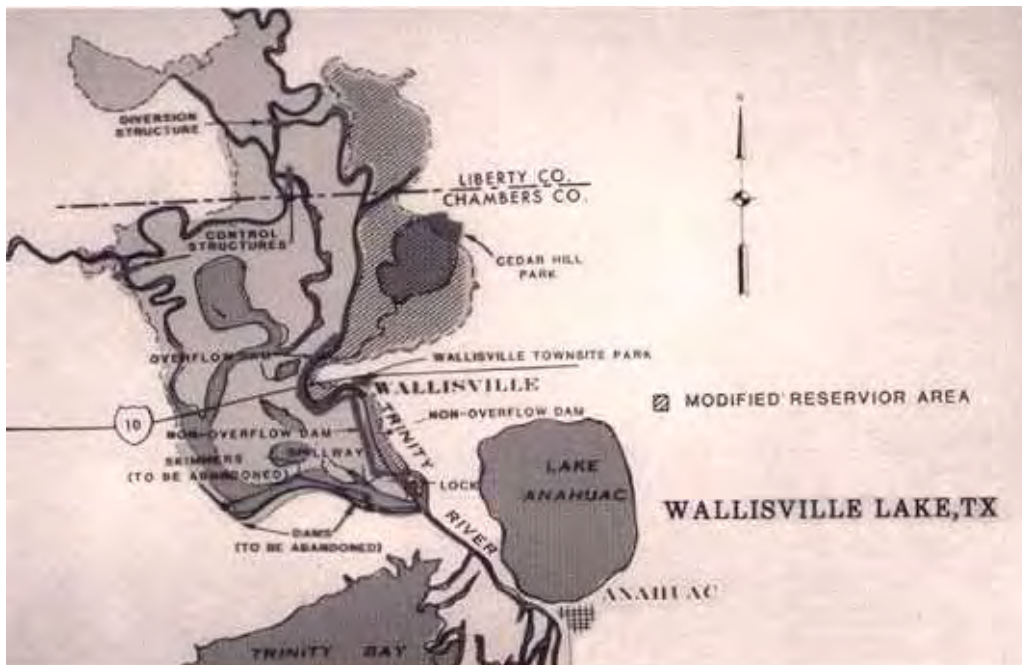 N
DIVERSION
STRUCTURE
LIBERTY CO.
CHAMBERS CO.
CONTROL
STRUCTURES
CEDAR HILL
PARK
OVERFLOW DAM
WALLISVILLE TOWNSITE PARK
WALLISVILLE
10
NON-OVERFLOW DAM
NON-OVERFLOW DAM
TRINITY
RIVER
MODIFIED RESERVIOR AREA
SKIMMERS
(TO BE ABANDONED)
SPILLWAY
LOCK
LAKE
ANAHUAC
WALLISVILLE LAKE,TX
DAMS
(TO BE ABANDONED)
ANAHUAC
TRINITY BAY